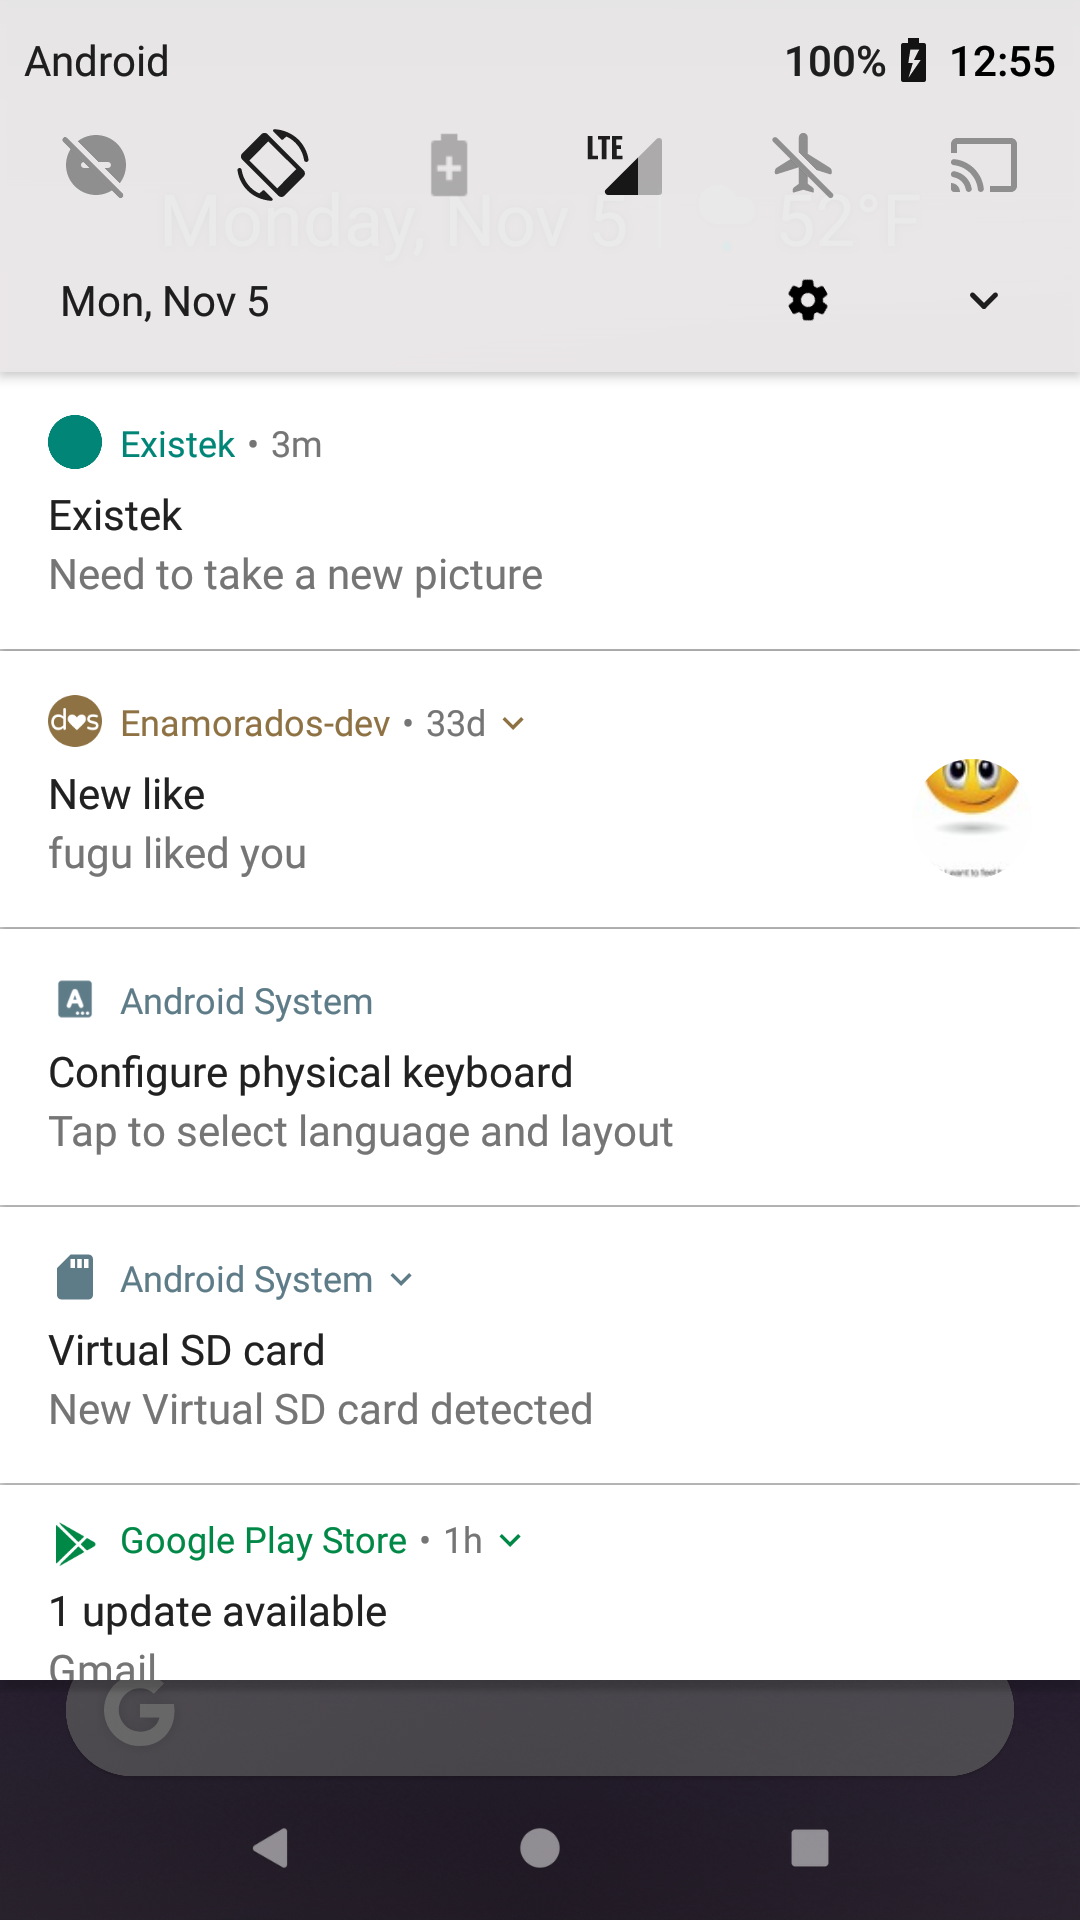 Android 100% 12:55
LTE
Monday, Nov 5 52°F
Mon, Nov 5
Existek • 3m
Existek
Need to take a new picture
d♥s Enamorados-dev • 33d
New like
fugu liked you
want to feel
A Android System
Configure physical keyboard
Tap to select language and layout
Android System
Virtual SD card
New Virtual SD card detected
Google Play Store • 1h
1 update available
Gmail
G